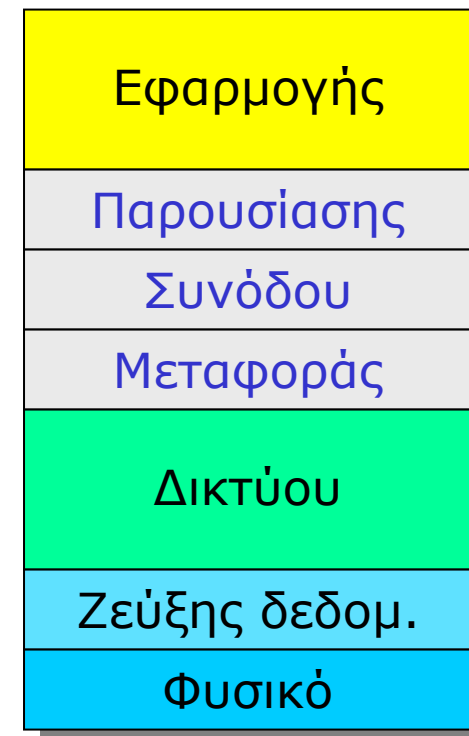 Εφαρμογής
Παρουσίασης
Συνόδου
Μεταφοράς
Δικτύου
Ζεύξης δεδομ.
Φυσικό